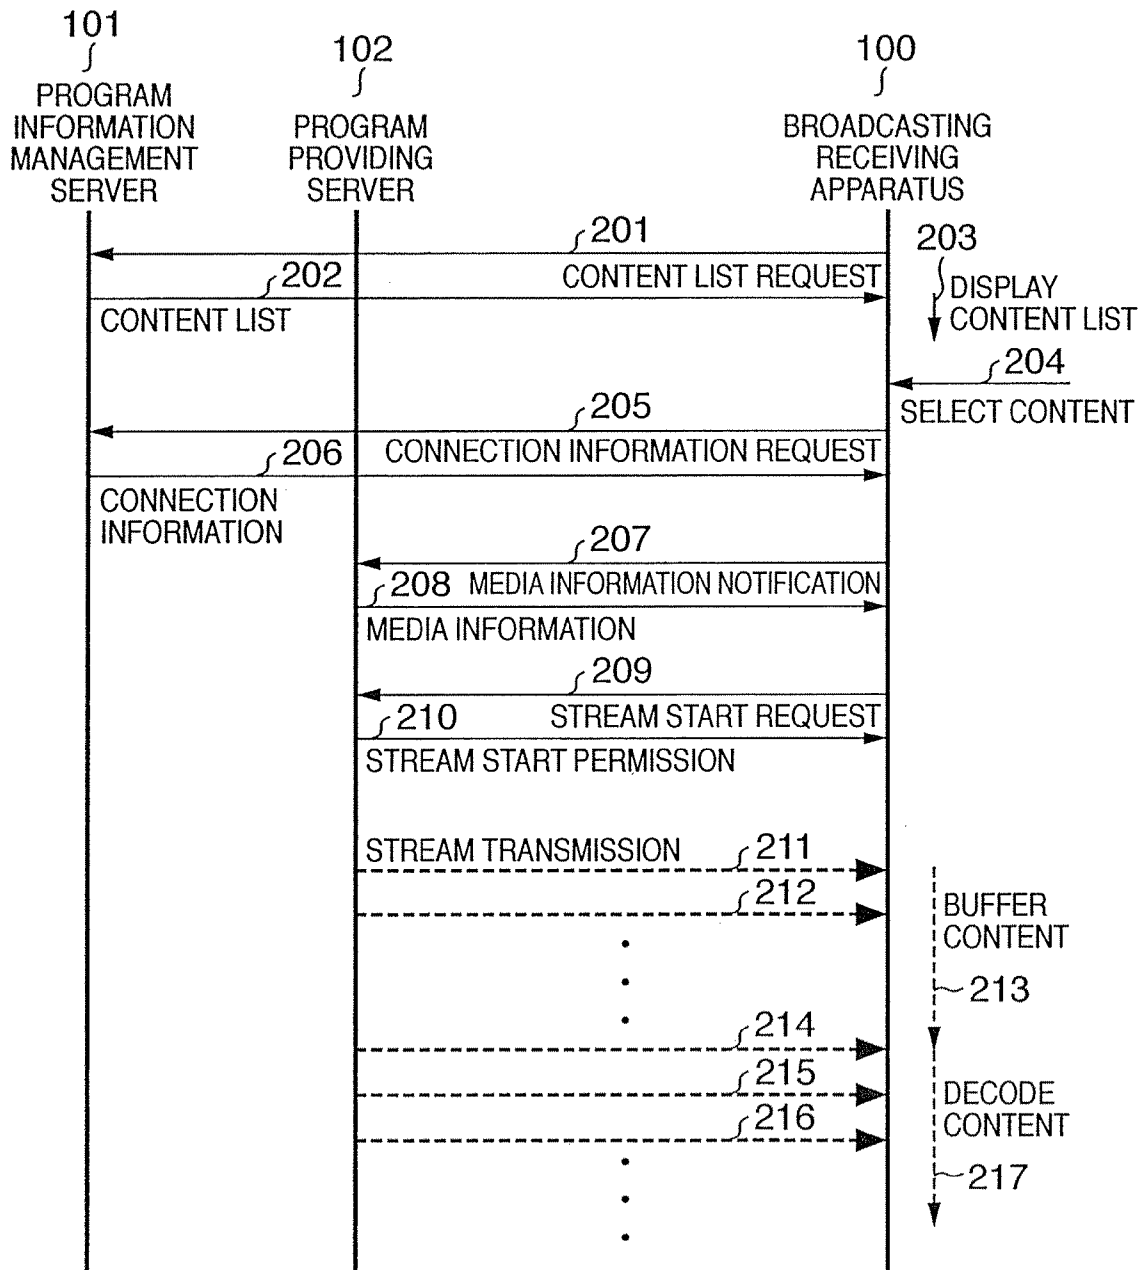 101
PROGRAM
INFORMATION
MANAGEMENT
SERVER
102
PROGRAM
PROVIDING
SERVER
100
BROADCASTING
RECEIVING
APPARATUS
201
CONTENT LIST REQUEST
202
CONTENT LIST
203
DISPLAY
CONTENT LIST
204
SELECT CONTENT
205
CONNECTION INFORMATION REQUEST
206
CONNECTION
INFORMATION
207
MEDIA INFORMATION NOTIFICATION
208
MEDIA INFORMATION
209
STREAM START REQUEST
210
STREAM START PERMISSION
STREAM TRANSMISSION
211
212
BUFFER
CONTENT
213
214
215
216
DECODE
CONTENT
217